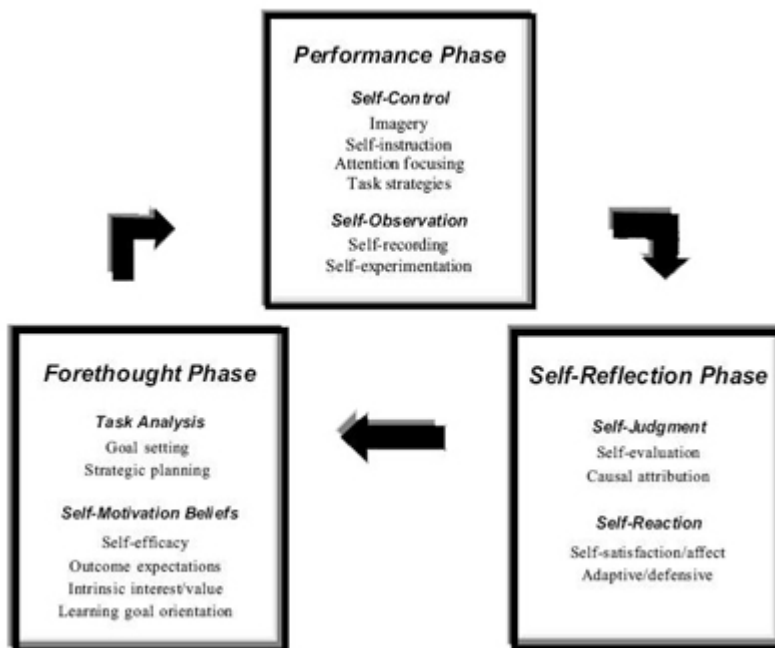 Performance Phase
Self-Control
Imagery
Self-instruction
Attention focusing
Task strategies
Self-Observation
Self-recording
Self-experimentation
Forethought Phase
Task Analysis
Goal setting
Strategic planning
Self-Motivation Beliefs
Self-efficacy
Outcome expectations
Intrinsic interest/value
Learning goal orientation
Self-Reflection Phase
Self-Judgment
Self-evaluation
Causal attribution
Self-Reaction
Self-satisfaction/affect
Adaptive/defensive